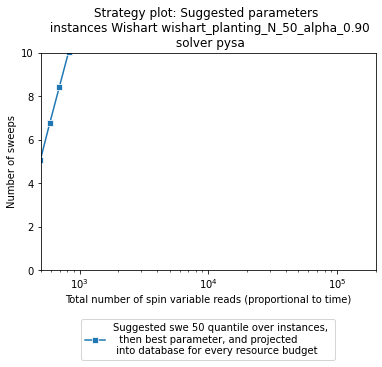 Strategy plot: Suggested parameters
instances Wishart wishart_planting_N_50_alpha_0.90
solver pysa
10
8
6
4
2
0
Number of sweeps
10³
10⁴
10⁵
Total number of spin variable reads (proportional to time)
Suggested swe 50 quantile over instances,
then best parameter, and projected
into database for every resource budget